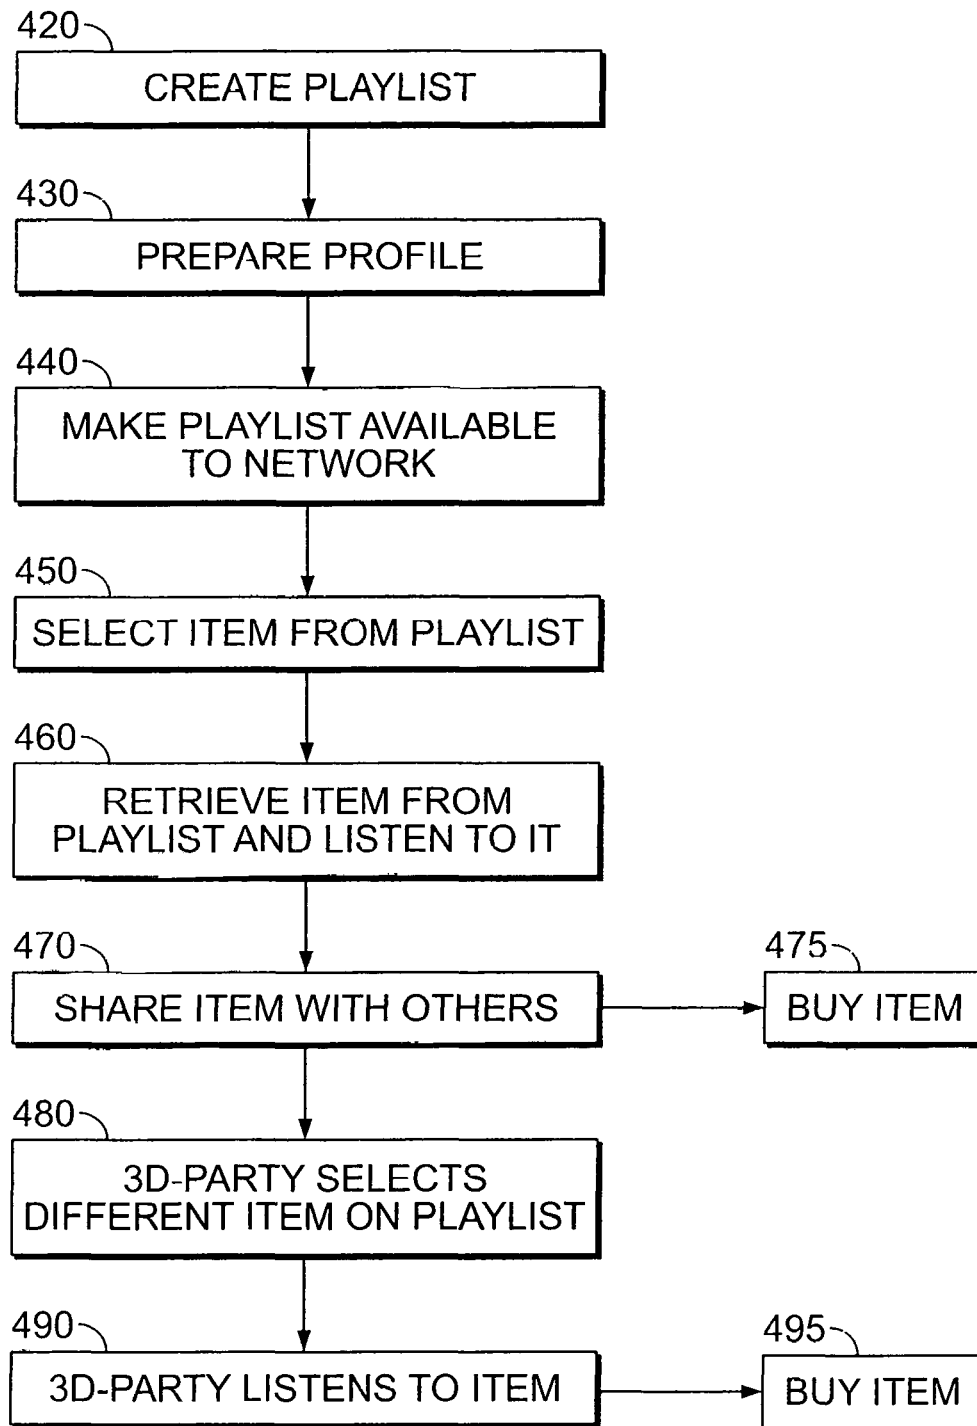 420
CREATE PLAYLIST
430
PREPARE PROFILE
440
MAKE PLAYLIST AVAILABLE
TO NETWORK
450
SELECT ITEM FROM PLAYLIST
460
RETRIEVE ITEM FROM
PLAYLIST AND LISTEN TO IT
470
SHARE ITEM WITH OTHERS
475
BUY ITEM
480
3D-PARTY SELECTS
DIFFERENT ITEM ON PLAYLIST
490
3D-PARTY LISTENS TO ITEM
495
BUY ITEM